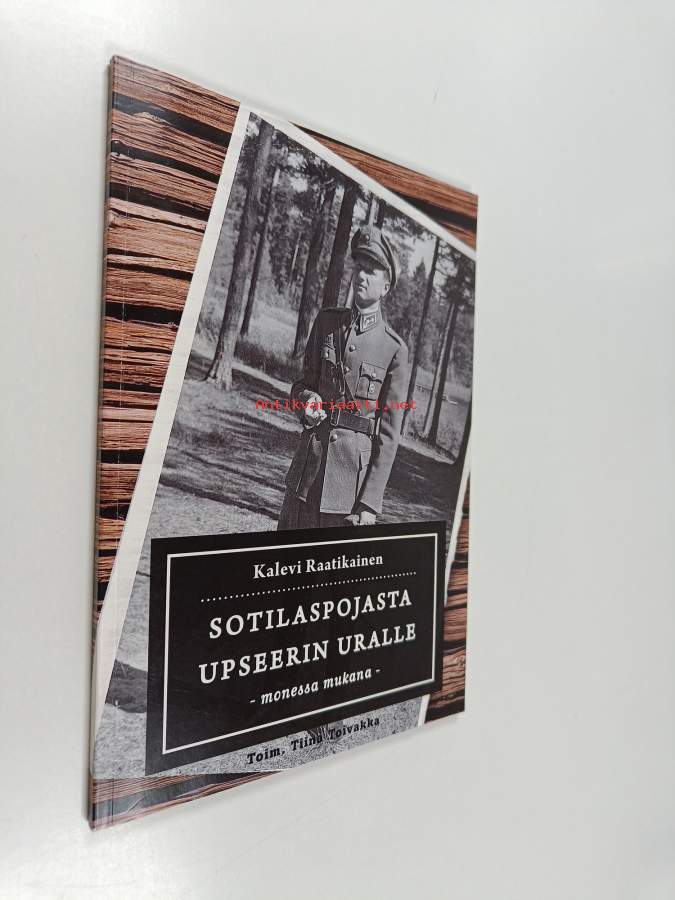 Antikvariaatti.net
Kalevi Raatikainen
SOTILASPOJASTA
UPSEERIN URALLE
- monessa mukana -
Toim. Tiina Toivakka